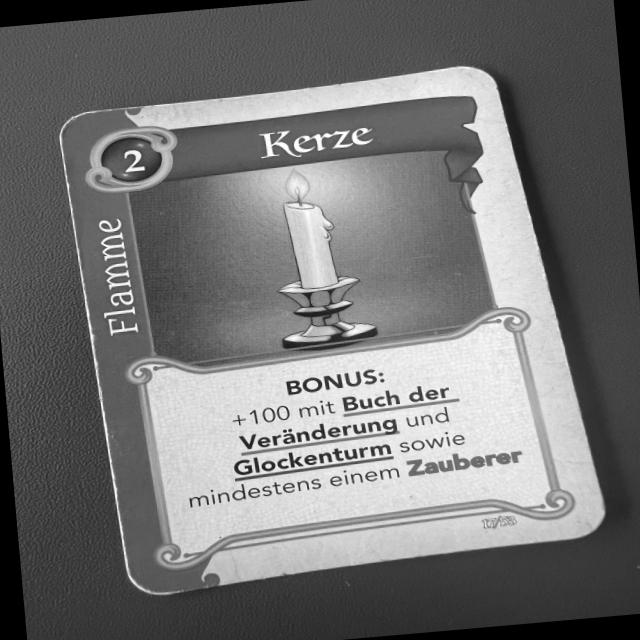 2
Kerze
Flamme
BONUS:
+100 mit Buch der
Veränderung und
Glockenturm sowie
mindestens einem Zauberer